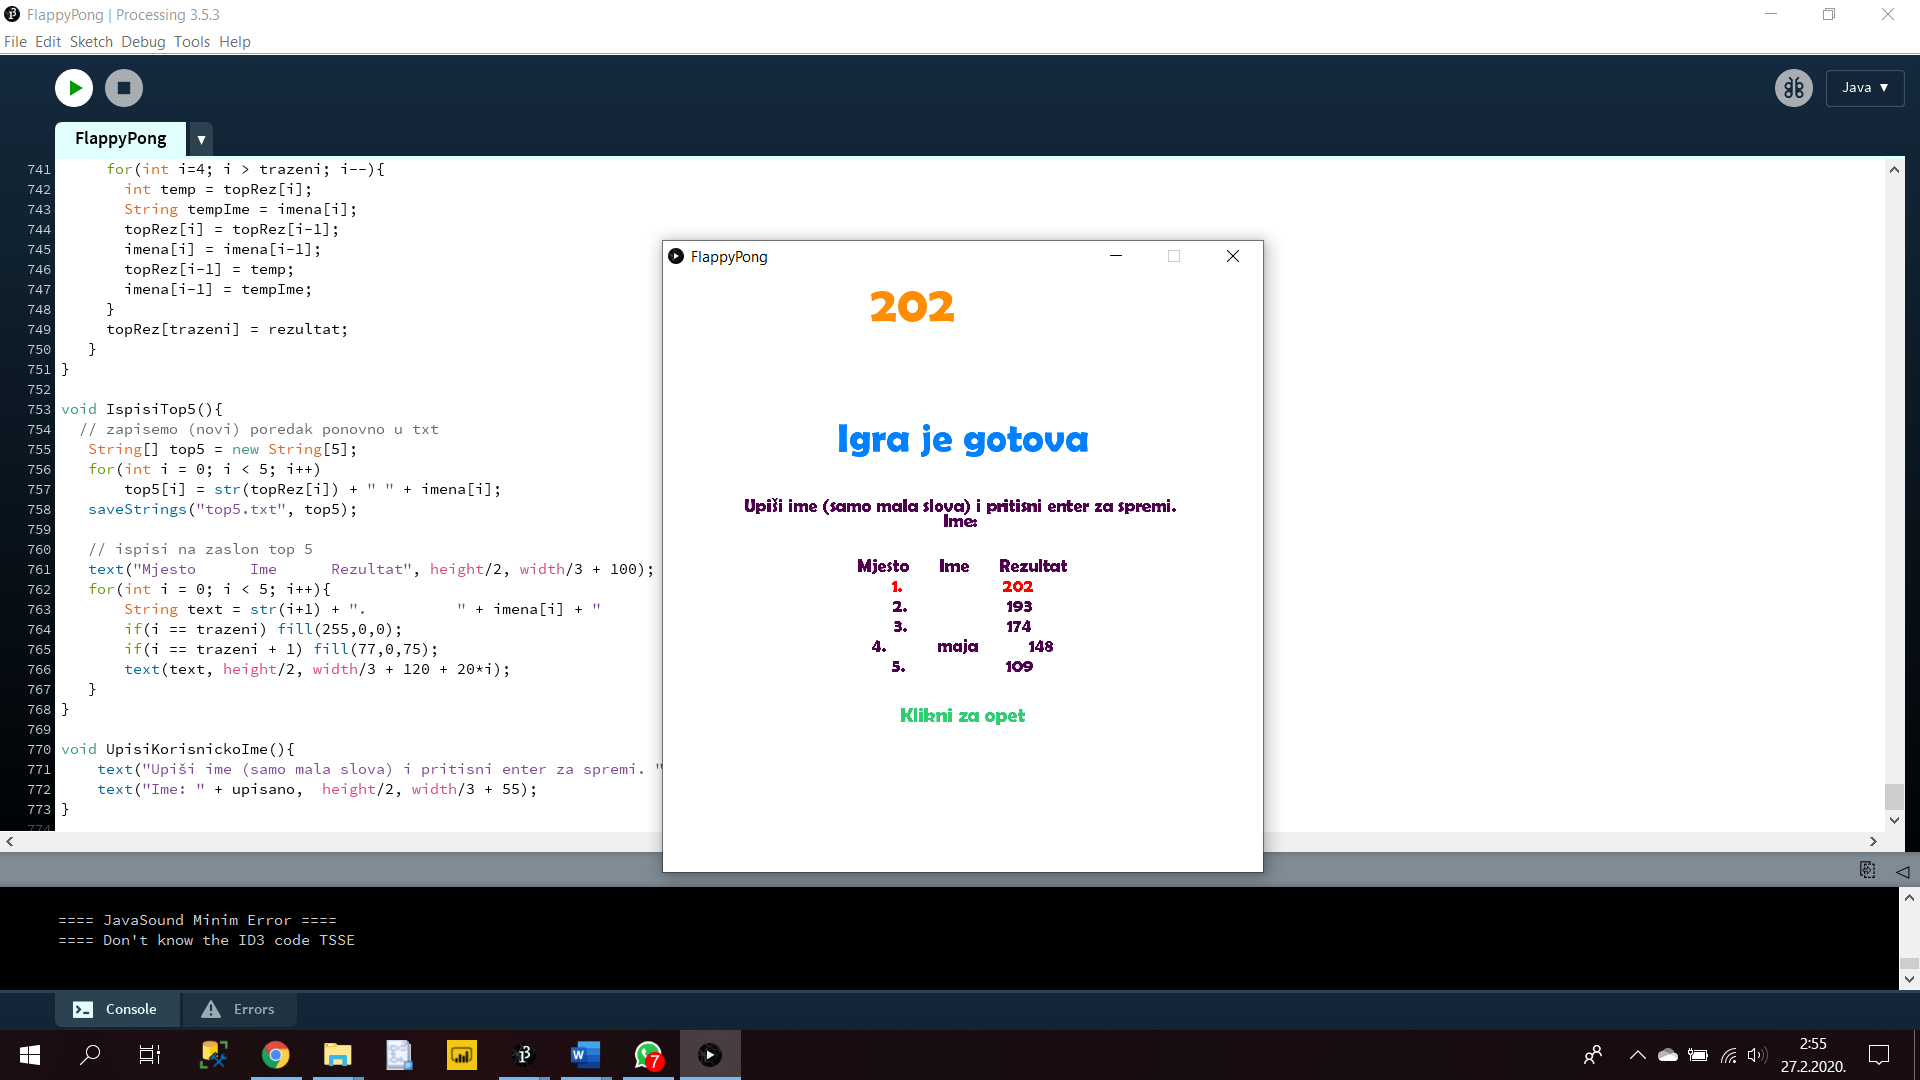 FlappyPong | Processing 3.5.3
File Edit Sketch Debug Tools Help
Java ▼
FlappyPong ▼
741 for(int i=4; i > trazeni; i--){
742 int temp = topRez[i];
743 String tempIme = imena[i];
744 topRez[i] = topRez[i-1];
745 imena[i] = imena[i-1];
746 topRez[i-1] = temp;
747 imena[i-1] = tempIme;
748 }
749 topRez[trazeni] = rezultat;
750 }
751 }
752
753 void IspisiTop5(){
754 // zapisemo (novi) poredak ponovno u txt
755 String[] top5 = new String[5];
756 for(int i = 0; i < 5; i++)
757 top5[i] = str(topRez[i]) + " " + imena[i];
758 saveStrings("top5.txt", top5);
759
760 // ispisi na zaslon top 5
761 text("Mjesto      Ime      Rezultat", height/2, width/3 + 100);
762 for(int i = 0; i < 5; i++){
763 String text = str(i+1) + ".          " + imena[i] + "
764 if(i == trazeni) fill(255,0,0);
765 if(i == trazeni + 1) fill(77,0,75);
766 text(text, height/2, width/3 + 120 + 20*i);
767 }
768 }
769
770 void UpisiKorisnickoIme(){
771 text("Upiši ime (samo mala slova) i pritisni enter za spremi. "
772 text("Ime: " + upisano,  height/2, width/3 + 55);
773 }
774
FlappyPong
202
Igra je gotova
Upiši ime (samo mala slova) i pritisni enter za spremi.
Ime:
Mjesto Ime Rezultat
1. 202
2. 193
3. 174
4. maja 148
5. 109
Klikni za opet
==== JavaSound Minim Error ====
==== Don't know the ID3 code TSSE
Console Errors
7
2:55
27.2.2020.